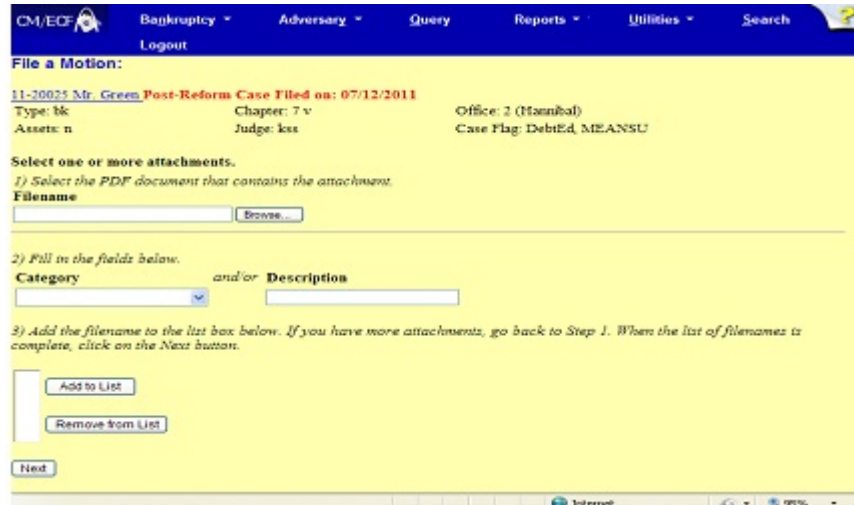 CM/ECF Bankruptcy Adversary Query Reports Utilities Search ?
Logout
File a Motion:
11-20025 Mr. Green Post-Reform Case Filed on: 07/12/2011
Type: bk Chapter: 7 v Office: 2 (Hannibal)
Assets: n Judge: kss Case Flag: DebtEd, MEANSU
Select one or more attachments.
1) Select the PDF document that contains the attachment.
Filename
Browse...
2) Fill in the fields below.
Category and/or Description
3) Add the filename to the list box below. If you have more attachments, go back to Step 1. When the list of filenames is
complete, click on the Next button.
Add to List
Remove from List
Next
Internet 95%